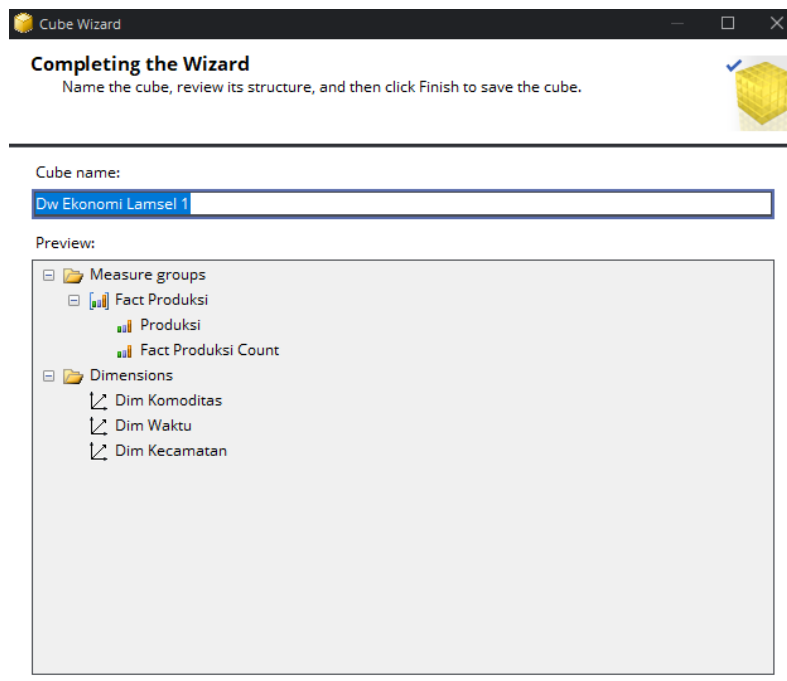 Cube Wizard
Completing the Wizard
Name the cube, review its structure, and then click Finish to save the cube.
Cube name:
Dw Ekonomi Lamsel 1
Preview:
Measure groups
Fact Produksi
Produksi
Fact Produksi Count
Dimensions
Dim Komoditas
Dim Waktu
Dim Kecamatan